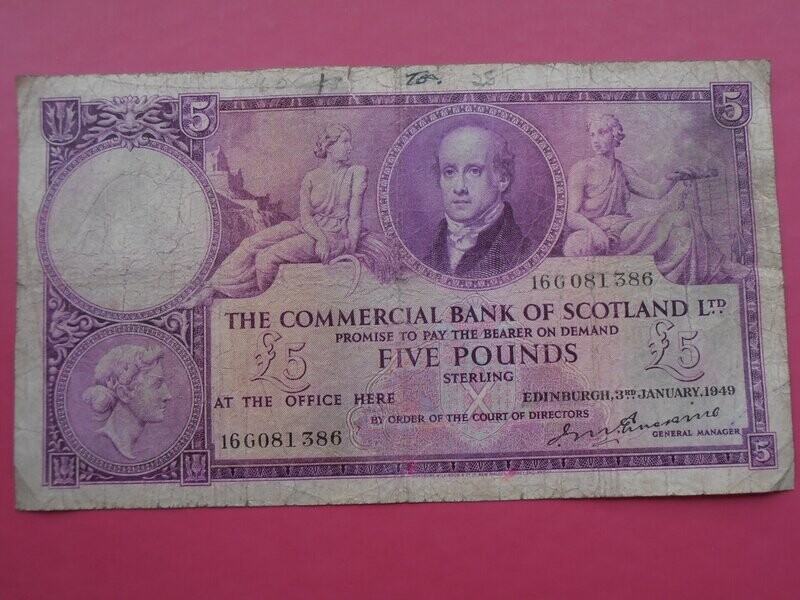 5
5
16G081386
THE COMMERCIAL BANK OF SCOTLAND LTD
PROMISE TO PAY THE BEARER ON DEMAND
£5 FIVE POUNDS £5
STERLING
AT THE OFFICE HERE EDINBURGH, 3RD JANUARY, 1949
BY ORDER OF THE COURT OF DIRECTORS
16G081386
GENERAL MANAGER
5